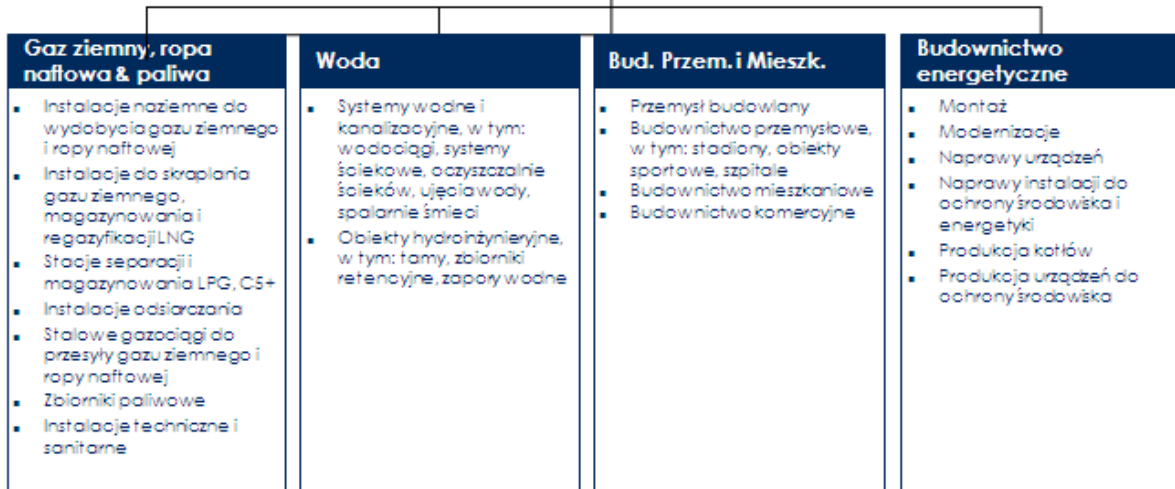 Gaz ziemny, ropa
naftowa & paliwa
▪ Instalacje naziemne do
wydobycia gazu ziemnego
i ropy naftowej
▪ Instalacje do skraplania
gazu ziemnego,
magazynowania i
regazyfikacji LNG
▪ Stacje separacji i
magazynowania LPG, C5+
▪ Instalacje odsiarczania
▪ Stalowe gazociągi do
przesyły gazu ziemnego i
ropy naftowej
▪ Zbiorniki paliwowe
▪ Instalacje techniczne i
sanitarne
Woda
▪ Systemy wodne i
kanalizacyjne, w tym:
wodociągi, systemy
ściekowe, oczyszczalnie
ścieków, ujęcia wody,
spalarnie śmieci
▪ Obiekty hydroinżynieryjne,
w tym: tamy, zbiorniki
retencyjne, zapory wodne
Bud. Przem. i Mieszk.
▪ Przemysł budowlany
▪ Budownictwo przemysłowe,
w tym: stadiony, obiekty
sportowe, szpitale
▪ Budownictwo mieszkaniowe
▪ Budownictwo komercyjne
Budownictwo
energetyczne
▪ Montaż
▪ Modernizacje
▪ Naprawy urządzeń
▪ Naprawy instalacji do
ochrony środowiska i
energetyki
▪ Produkcja kotłów
▪ Produkcja urządzeń do
ochrony środowiska